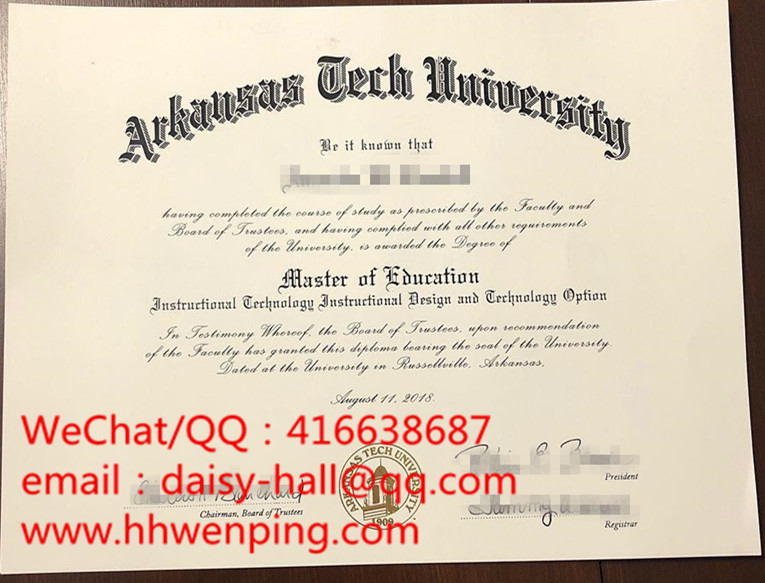 Arkansas Tech University
Be it known that
having completed the course of study as prescribed by the Faculty and
Board of Trustees, and having complied with all other requirements
of the University, is awarded the Degree of
Master of Education
Instructional Technology Instructional Design and Technology Option
In Testimony Whereof, the Board of Trustees, upon recommendation
of the Faculty has granted this diploma bearing the seal of the University.
Dated at the University in Russellville, Arkansas,
August 11, 2018.
WeChat/QQ：416638687
email：daisy-hall@qq.com
www.hhwenping.com
ARKANSAS TECH UNIVERSITY
1909
Chairman, Board of Trustees
President
Tammy
Registrar